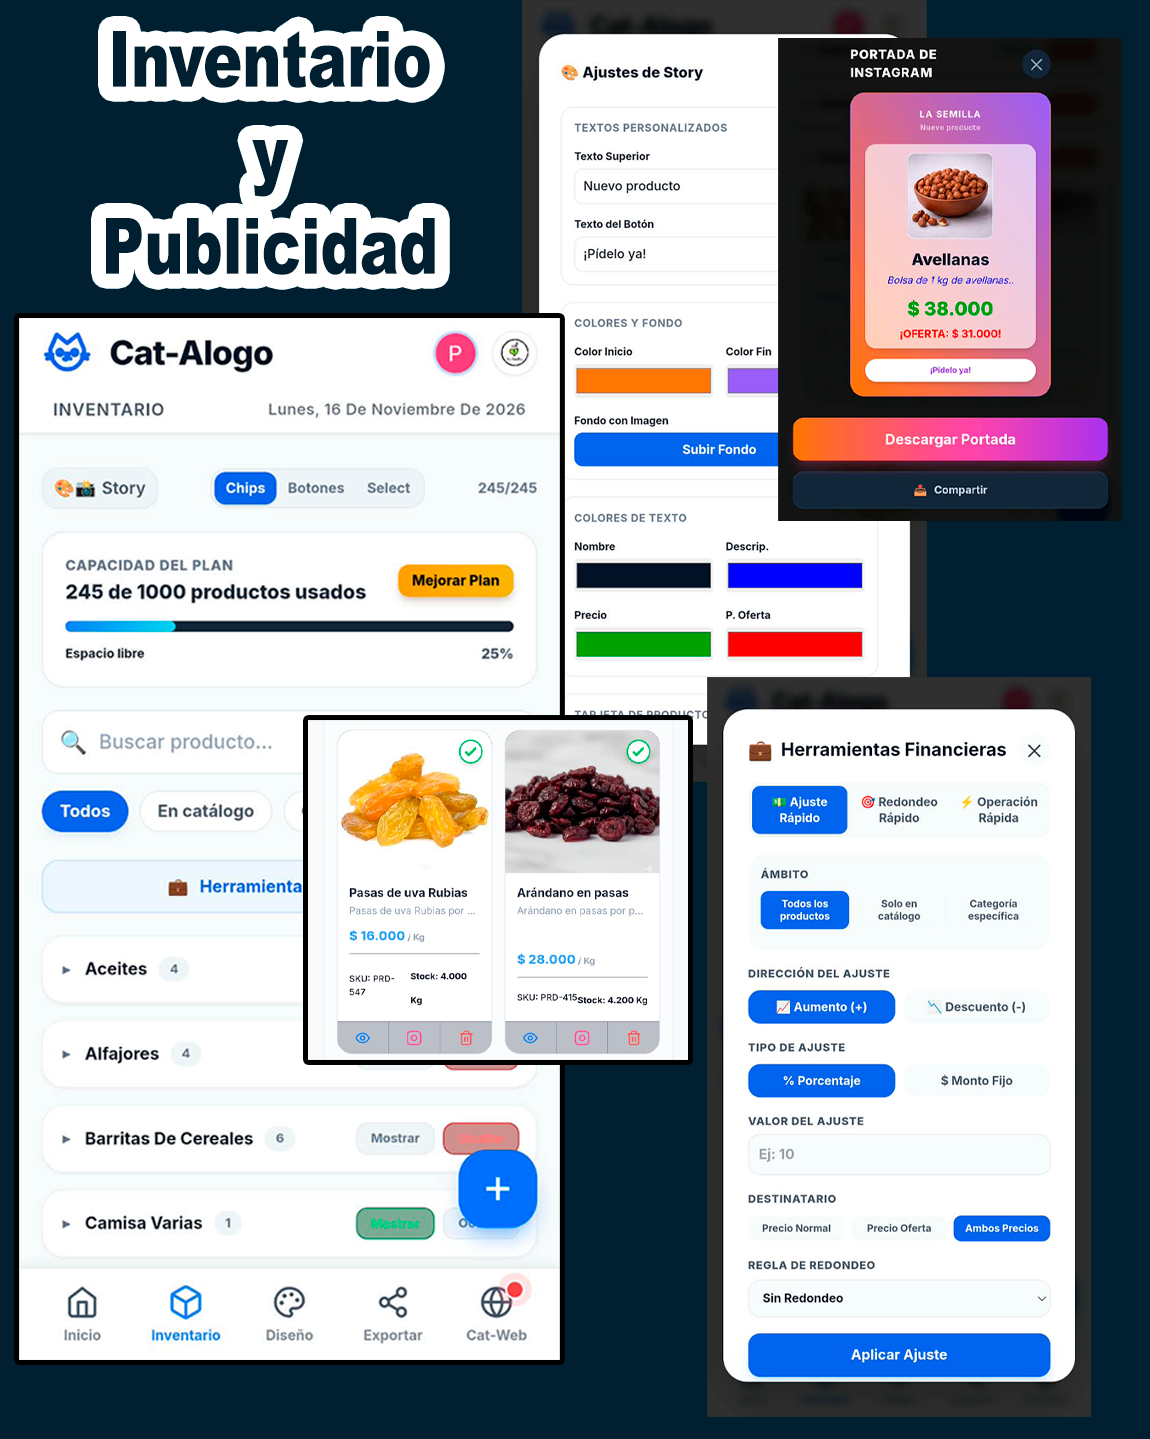 Inventario
y
Publicidad
Cat-Alogo
P
INVENTARIO
Lunes, 16 De Noviembre De 2026
Story
Chips
Botones
Select
245/245
CAPACIDAD DEL PLAN
245 de 1000 productos usados
Mejorar Plan
Espacio libre
25%
Buscar producto...
Todos
En catálogo
Herramienta
Aceites
4
Alfajores
4
Barritas De Cereales
6
Mostrar
Camisa Varias
1
Mostrar
+
Inicio
Inventario
Diseño
Exportar
Cat-Web
Pasas de uva Rubias
Pasas de uva Rubias por ...
$ 16.000 / Kg
SKU: PRD-
547
Stock: 4.000
Kg
Arándano en pasas
Arándano en pasas por p...
$ 28.000 / Kg
SKU: PRD-415
Stock: 4.200 Kg
Cat-Alogo
Ajustes de Story
TEXTOS PERSONALIZADOS
Texto Superior
Nuevo producto
Texto del Botón
¡Pídelo ya!
COLORES Y FONDO
Color Inicio
Color Fin
Fondo con Imagen
Subir Fondo
COLORES DE TEXTO
Nombre
Descrip.
Precio
P. Oferta
TARJETA DE PRODUCTO
PORTADA DE
INSTAGRAM
LA SEMILLA
Nuevo producto
Avellanas
Bolsa de 1 kg de avellanas..
$ 38.000
¡OFERTA: $ 31.000!
¡Pídelo ya!
Descargar Portada
Compartir
Cat-Alogo
Herramientas Financieras
Ajuste
Rápido
Redondeo
Rápido
Operación
Rápida
ÁMBITO
Todos los
productos
Solo en
catálogo
Categoría
específica
DIRECCIÓN DEL AJUSTE
Aumento (+)
Descuento (-)
TIPO DE AJUSTE
% Porcentaje
$ Monto Fijo
VALOR DEL AJUSTE
Ej: 10
DESTINATARIO
Precio Normal
Precio Oferta
Ambos Precios
REGLA DE REDONDEO
Sin Redondeo
Aplicar Ajuste